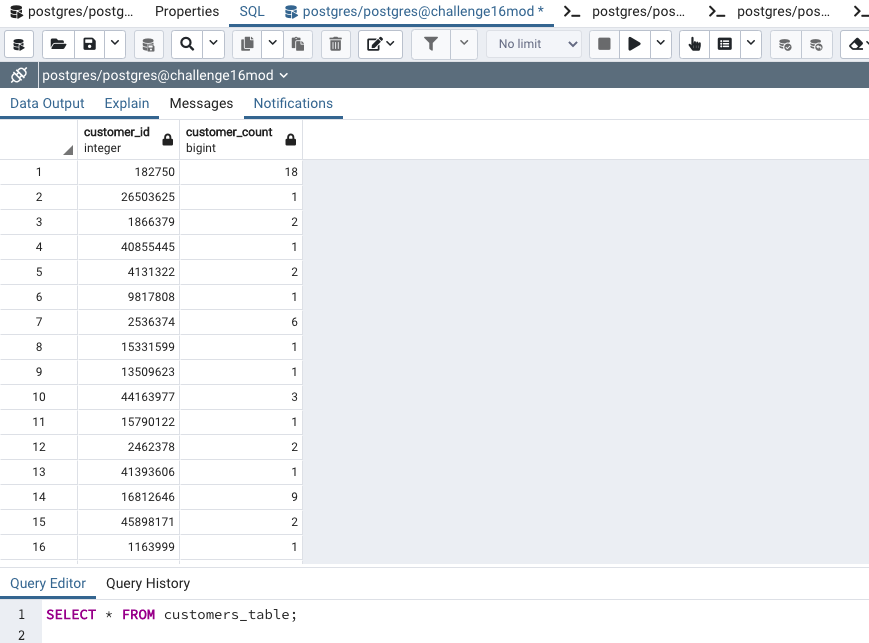 postgres/postg... Properties SQL postgres/postgres@challenge16mod * postgres/pos... postgres/pos...
No limit
postgres/postgres@challenge16mod
Data Output Explain Messages Notifications
customer_id customer_count
integer bigint
1 182750 18
2 26503625 1
3 1866379 2
4 40855445 1
5 4131322 2
6 9817808 1
7 2536374 6
8 15331599 1
9 13509623 1
10 44163977 3
11 15790122 1
12 2462378 2
13 41393606 1
14 16812646 9
15 45898171 2
16 1163999 1
Query Editor Query History
1 SELECT * FROM customers_table;
2